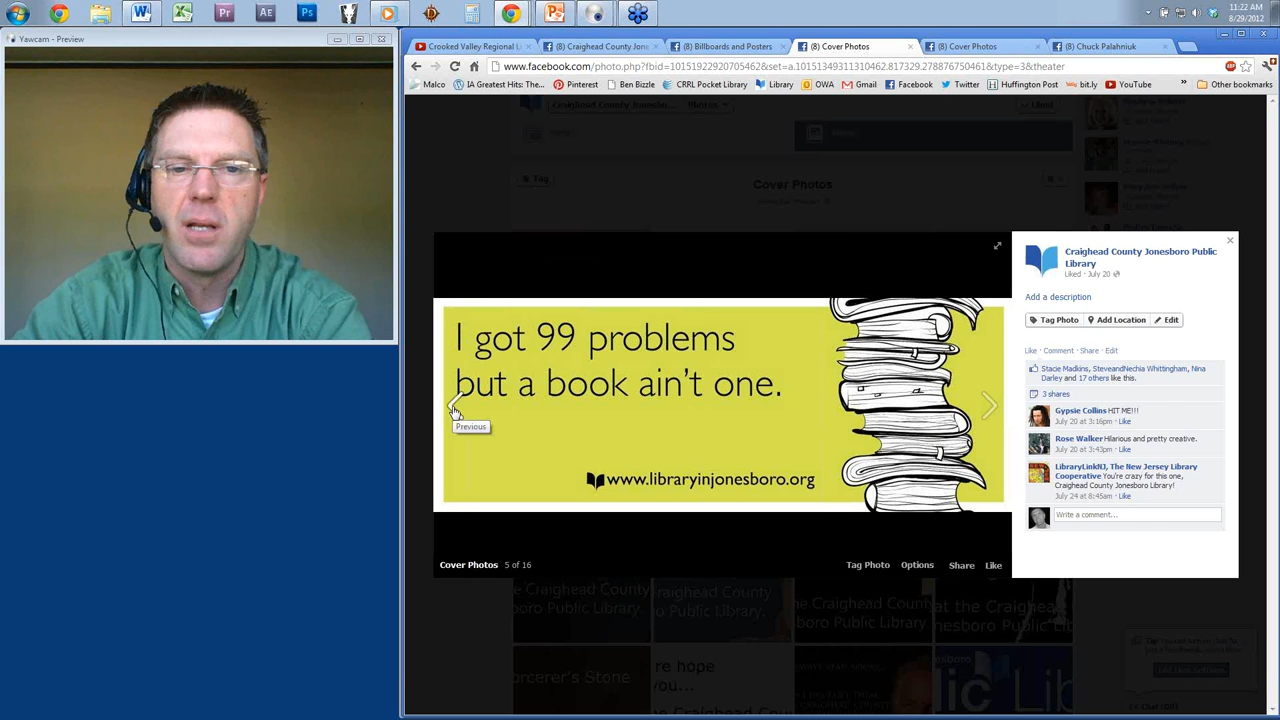 11:22 AM
8/29/2012
Yawcam - Preview
Crooked Valley Regional L
(8) Craighead County Jone
(8) Billboards and Posters
(8) Cover Photos
(8) Cover Photos
(8) Chuck Palahniuk
www.facebook.com/photo.php?fbid=10151922920705462&set=a.10151349311310462.817329.278876750461&type=3&theater
Malco
IA Greatest Hits: The...
Pinterest
Ben Bizzle
CRRL Pocket Library
Library
OWA
Gmail
Facebook
Twitter
Huffington Post
bit.ly
YouTube
Other bookmarks
Tag
Cover Photos
Craighead County Jonesboro Public Library
Liked · July 20
Add a description
Tag Photo Add Location Edit
Like · Comment · Share · Edit
Stacie Madkins, SteveandNechia Whittingham, Nina Darley and 17 others like this.
3 shares
Gypsie Collins HIT ME!!!
July 20 at 3:16pm · Like
Rose Walker Hilarious and pretty creative.
July 20 at 3:43pm · Like
LibraryLinkNJ, The New Jersey Library Cooperative You're crazy for this one, Craighead County Jonesboro Library!
July 24 at 8:45am · Like
Write a comment...
I got 99 problems
but a book ain't one.
Previous
www.libraryinjonesboro.org
Cover Photos 5 of 16
Tag Photo Options Share Like